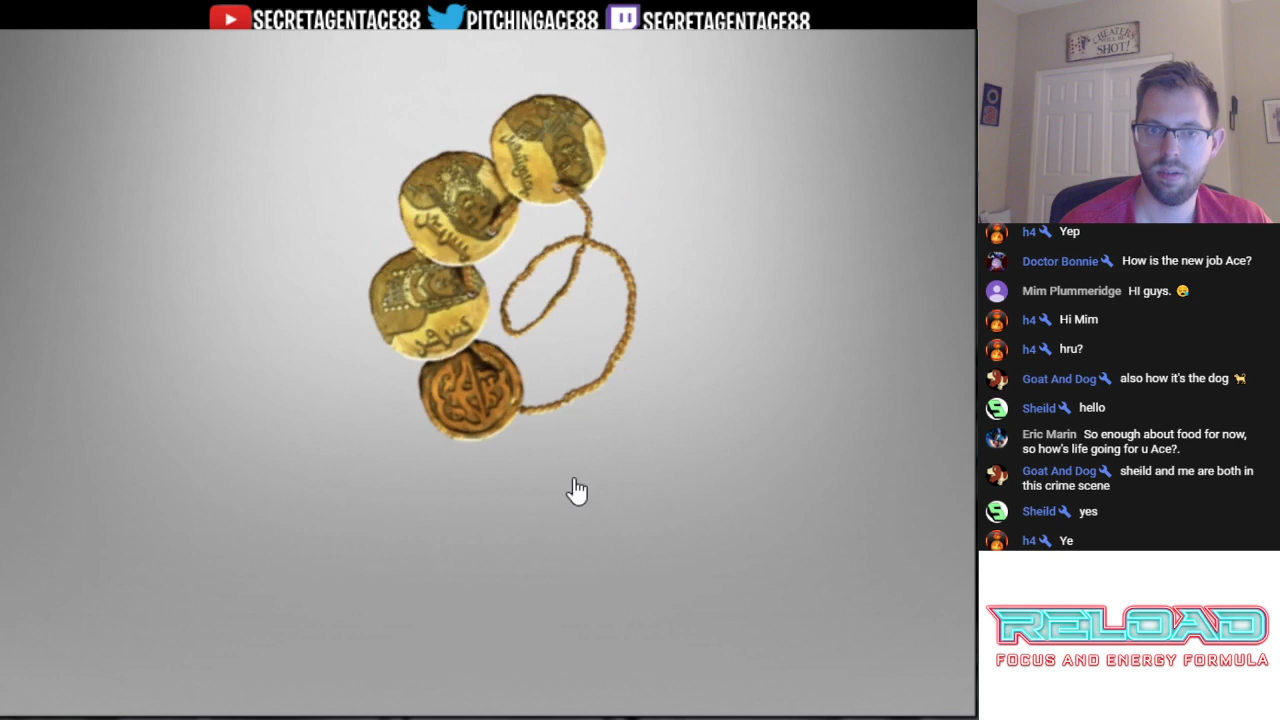 SECRETAGENTACE88 PITCHINGACE88 SECRETAGENTACE88
CHEATERS
SHOT!
h4 Yep
Doctor Bonnie How is the new job Ace?
Mim Plummeridge HI guys. 😪
h4 Hi Mim
h4 hru?
Goat And Dog also how it's the dog 🐕
Sheild hello
Eric Marin So enough about food for now,
so how's life going for u Ace?.
Goat And Dog sheild and me are both in
this crime scene
Sheild yes
h4 Ye
RELOAD
FOCUS AND ENERGY FORMULA